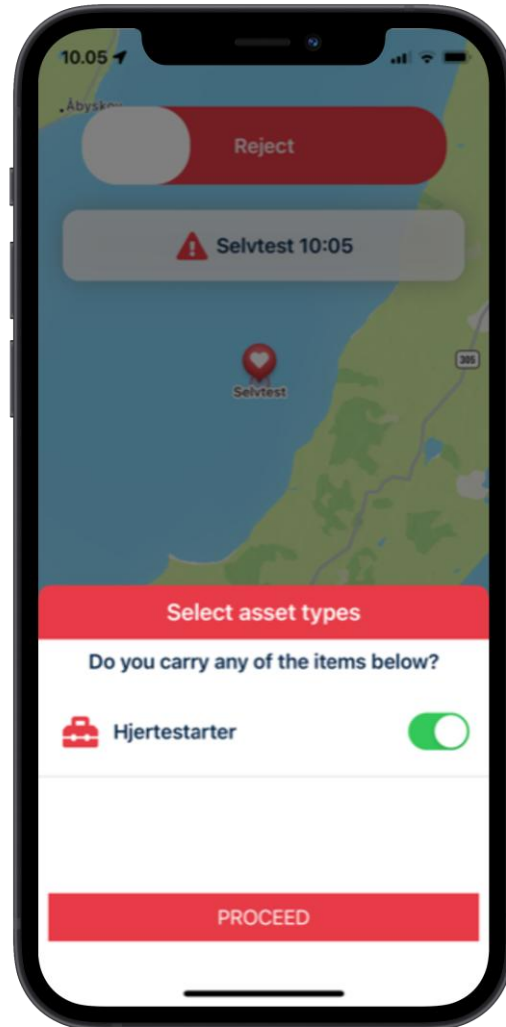 10.05
Åbyskov
Reject
Selvtest 10:05
305
Selvtest
Select asset types
Do you carry any of the items below?
Hjertestarter
PROCEED